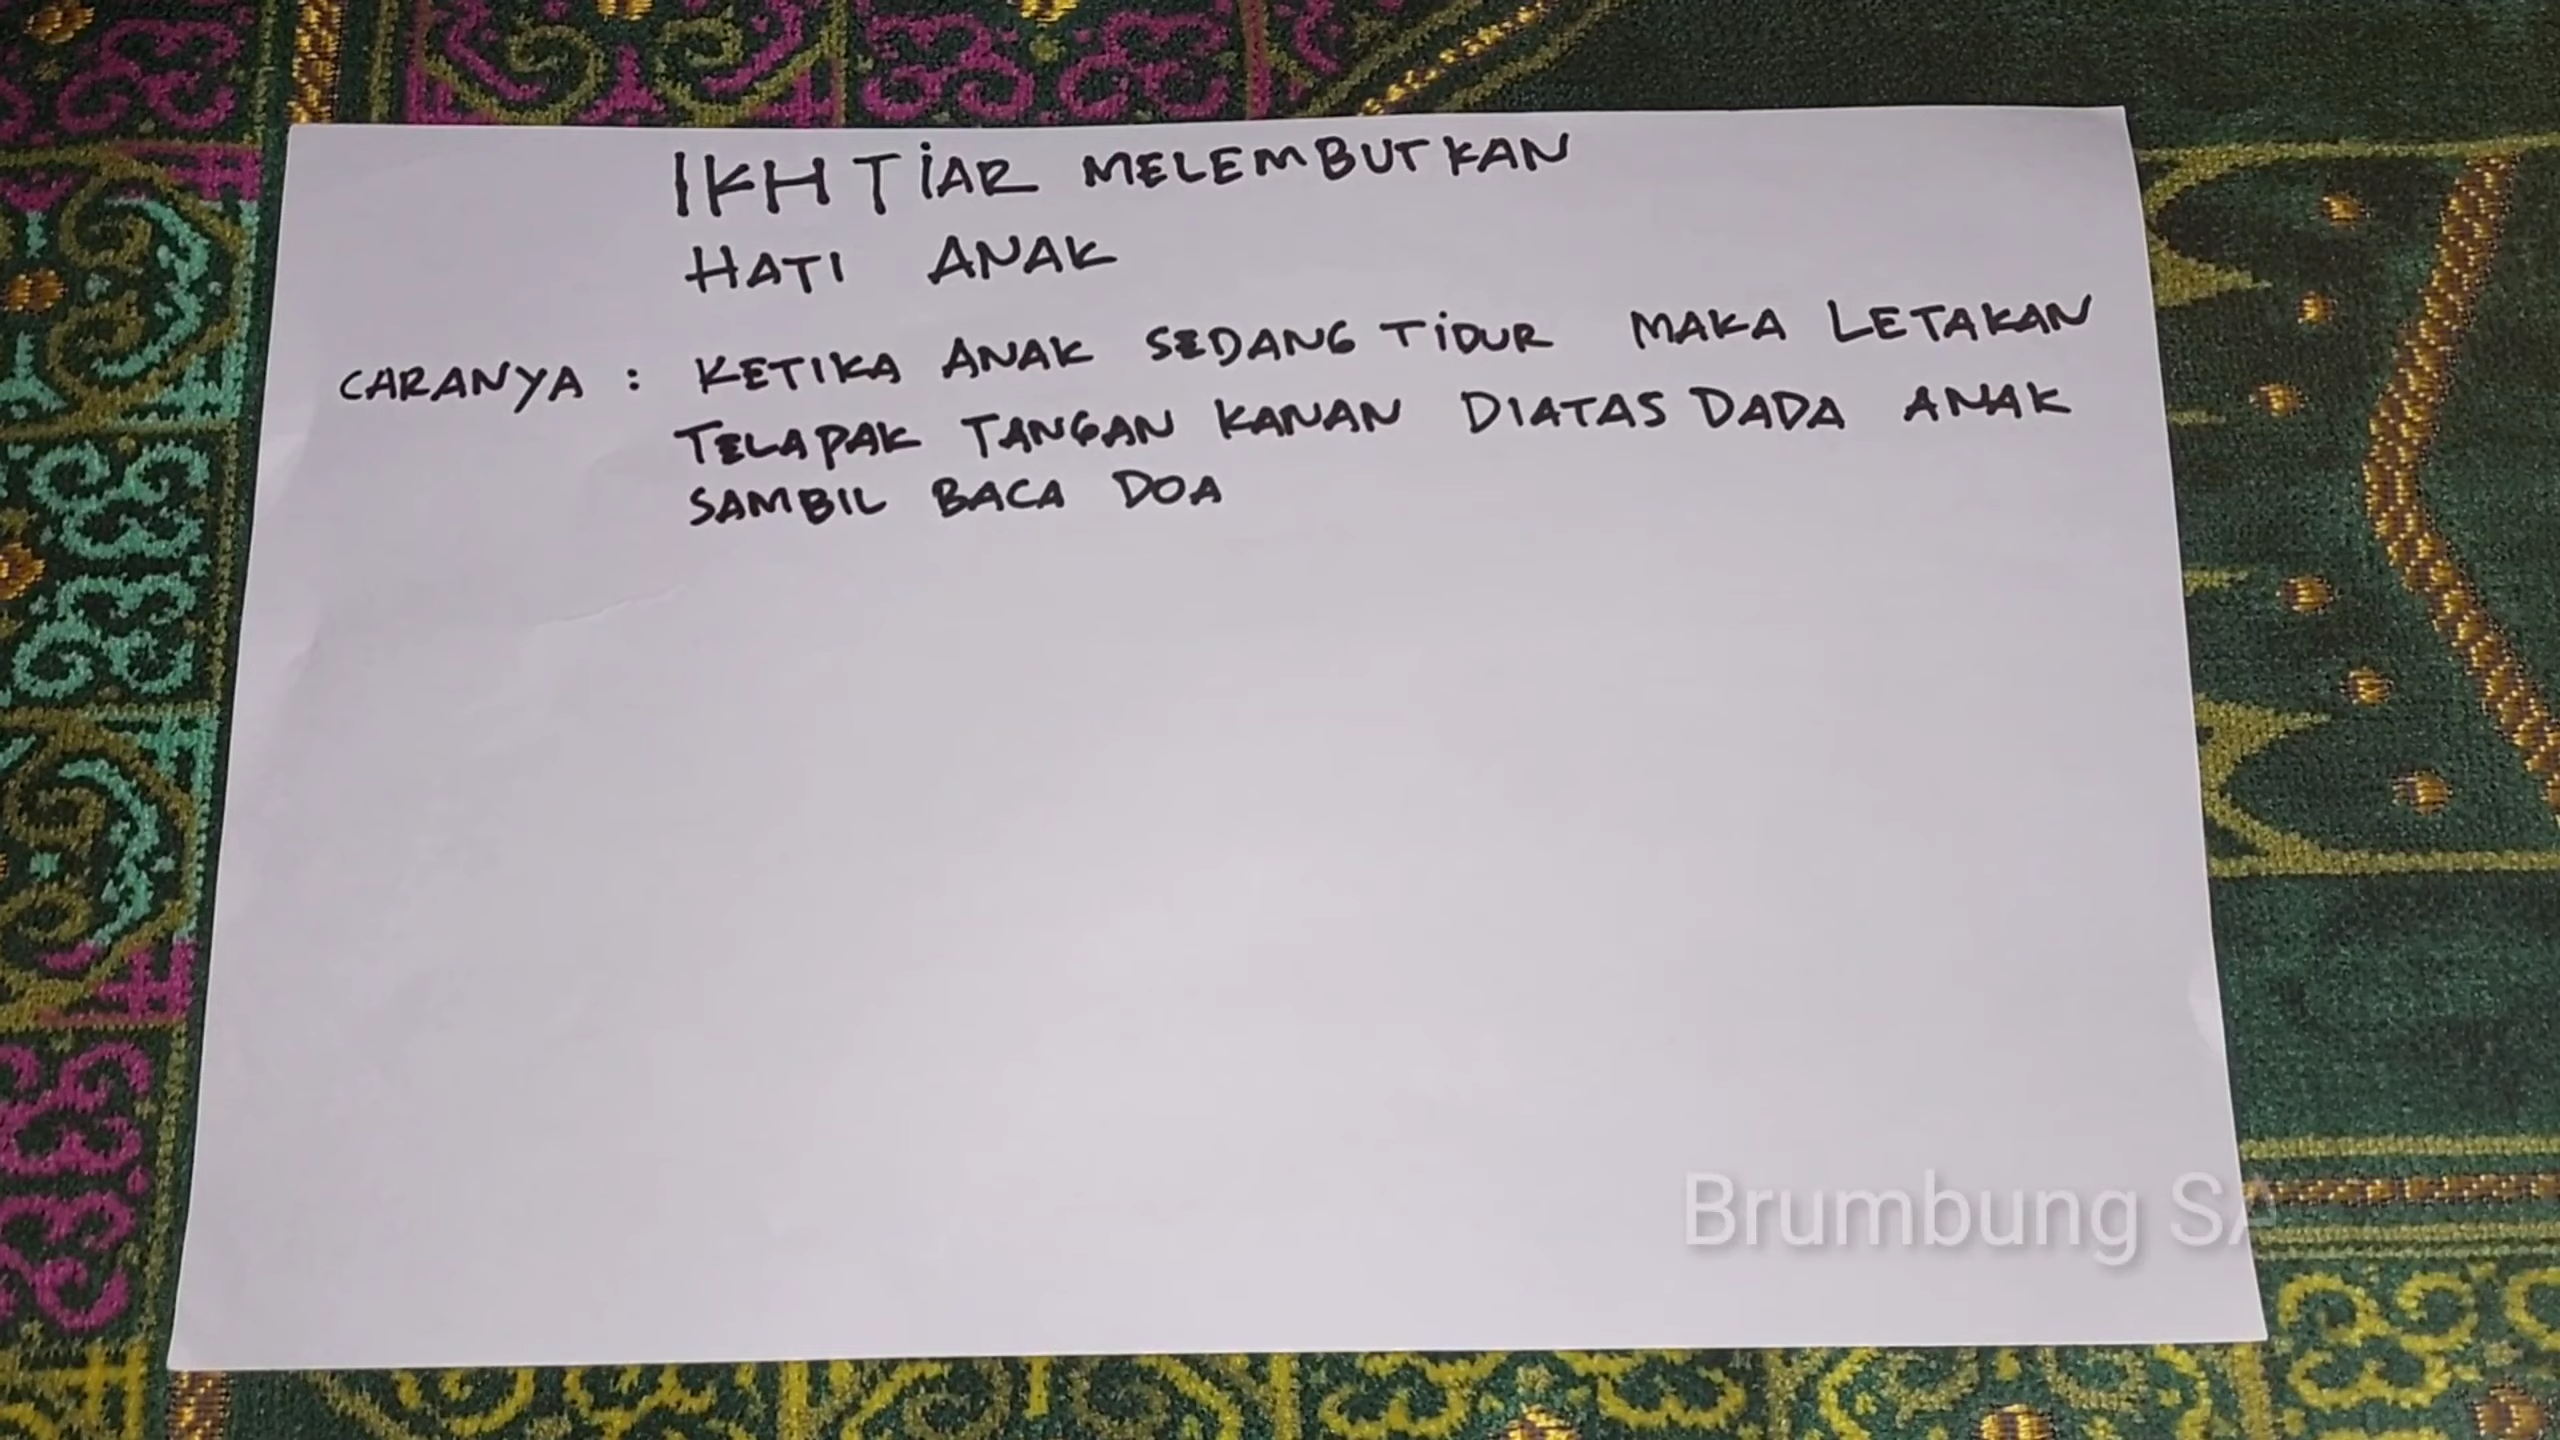 IKHTIAR MELEMBUTKAN
HATI ANAK
CARANYA : KETIKA ANAK SEDANG TIDUR MAKA LETAKAN
TELAPAK TANGAN KANAN DIATAS DADA ANAK
SAMBIL BACA DOA
Brumbung SA